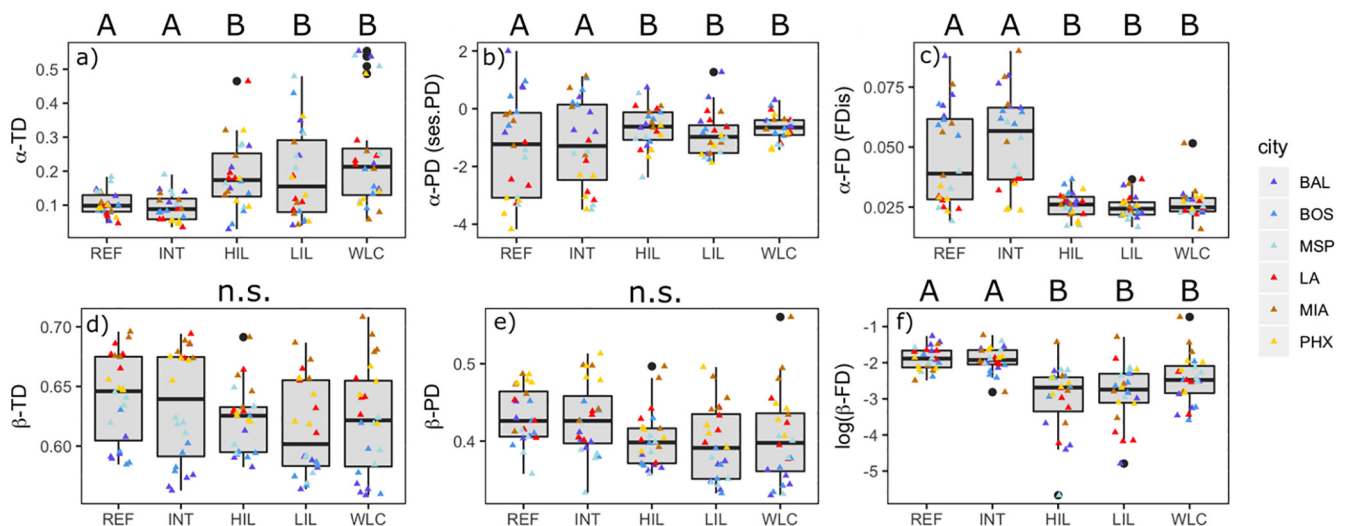 A A B B B
a)
α-TD
0.5
0.4
0.3
0.2
0.1
REF INT HIL LIL WLC
A A B B B
b)
α-PD (ses.PD)
2
0
-2
-4
REF INT HIL LIL WLC
A A B B B
c)
α-FD (FDis)
0.075
0.050
0.025
REF INT HIL LIL WLC
n.s.
d)
β-TD
0.70
0.65
0.60
REF INT HIL LIL WLC
n.s.
e)
β-PD
0.5
0.4
REF INT HIL LIL WLC
A A B B B
f)
log(β-FD)
-1
-2
-3
-4
-5
REF INT HIL LIL WLC
city
BAL
BOS
MSP
LA
MIA
PHX